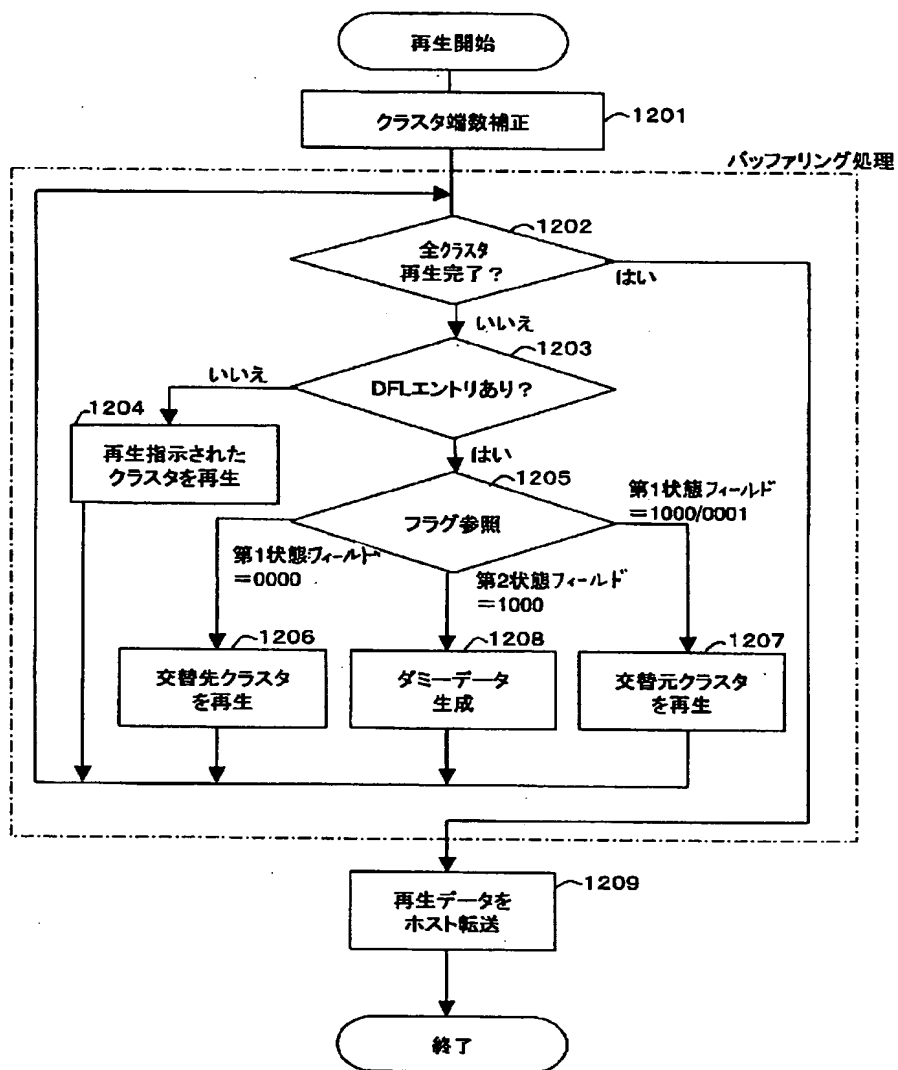 再生開始
クラスタ端数補正
1201
バッファリング処理
1202
全クラスタ
再生完了？
はい
いいえ
1203
DFLエントリあり？
いいえ
1204
再生指示された
クラスタを再生
はい
1205
フラグ参照
第1状態フィールド
＝1000/0001
第1状態フィールド
＝0000
第2状態フィールド
＝1000
1206
交替先クラスタ
を再生
1208
ダミーデータ
生成
1207
交替元クラスタ
を再生
1209
再生データを
ホスト転送
終了